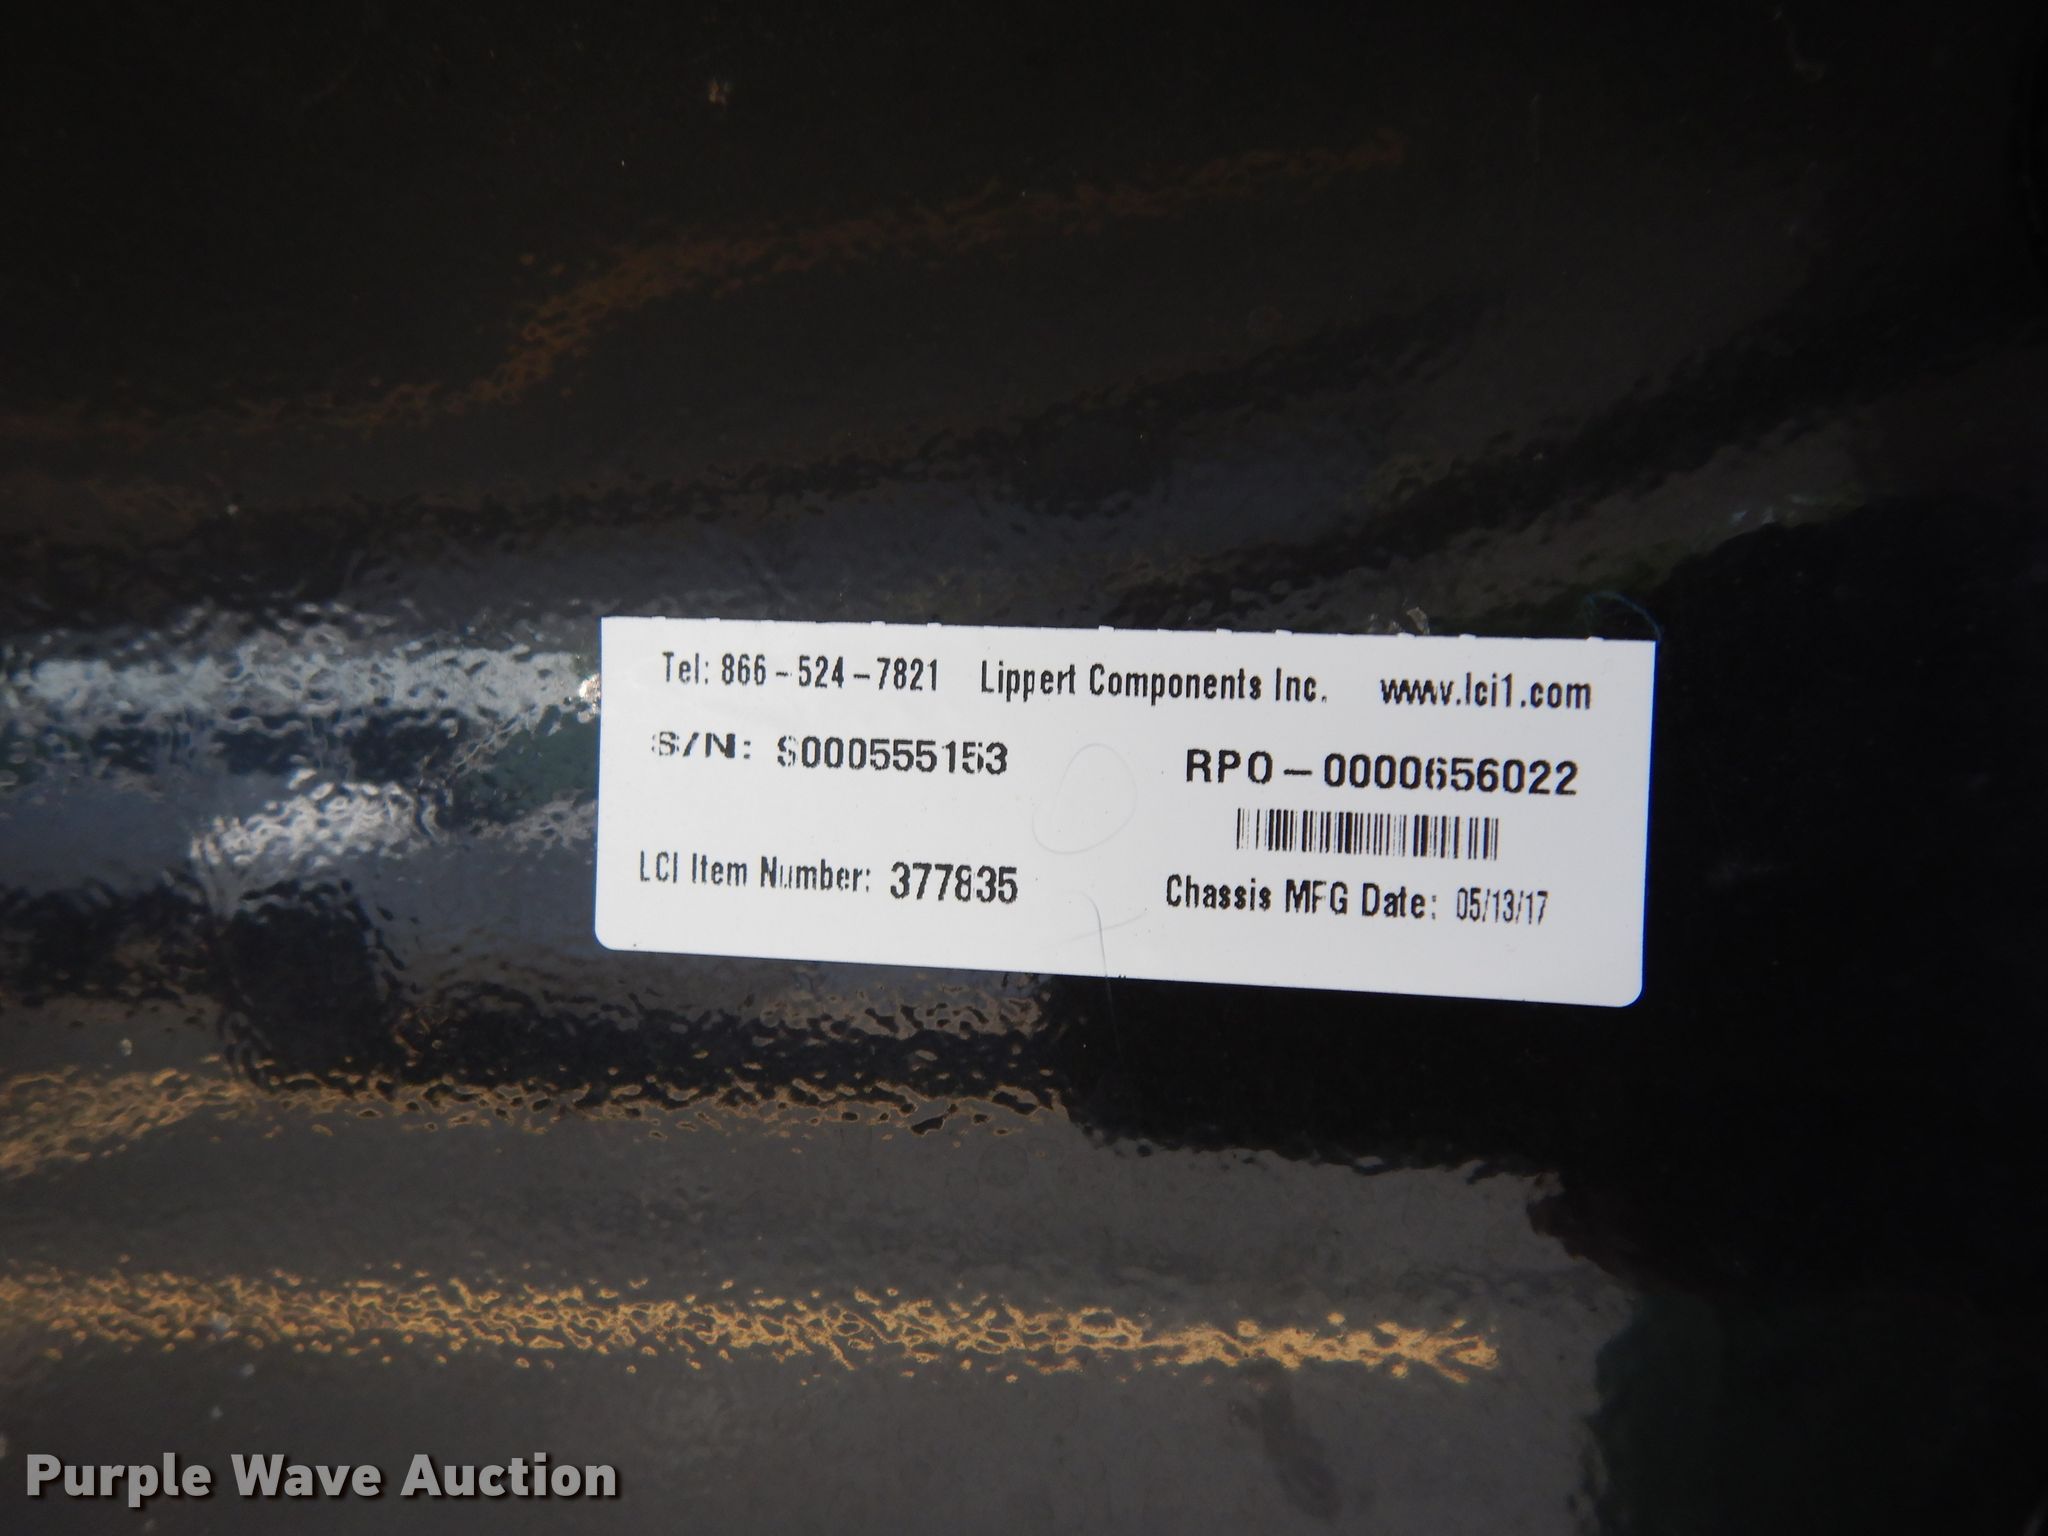 Tel: 866-524-7821 Lippert Components Inc. www.lci1.com
S/N: S000555153 RPO-0000656022
LCI Item Number: 377835 Chassis MFG Date: 05/13/17
Purple Wave Auction